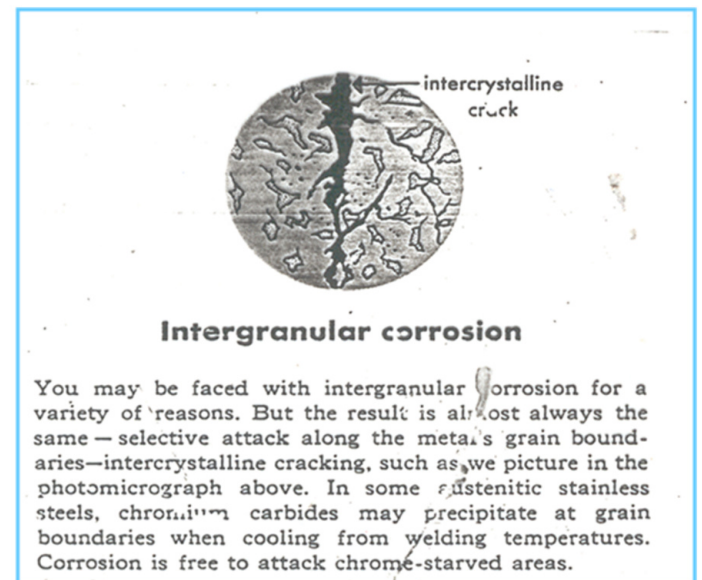 intercrystalline
crack
Intergranular corrosion
You may be faced with intergranular corrosion for a
variety of reasons. But the result is almost always the
same — selective attack along the metal's grain bound-
aries—intercrystalline cracking, such as we picture in the
photomicrograph above. In some austenitic stainless
steels, chromium carbides may precipitate at grain
boundaries when cooling from welding temperatures.
Corrosion is free to attack chrome-starved areas.